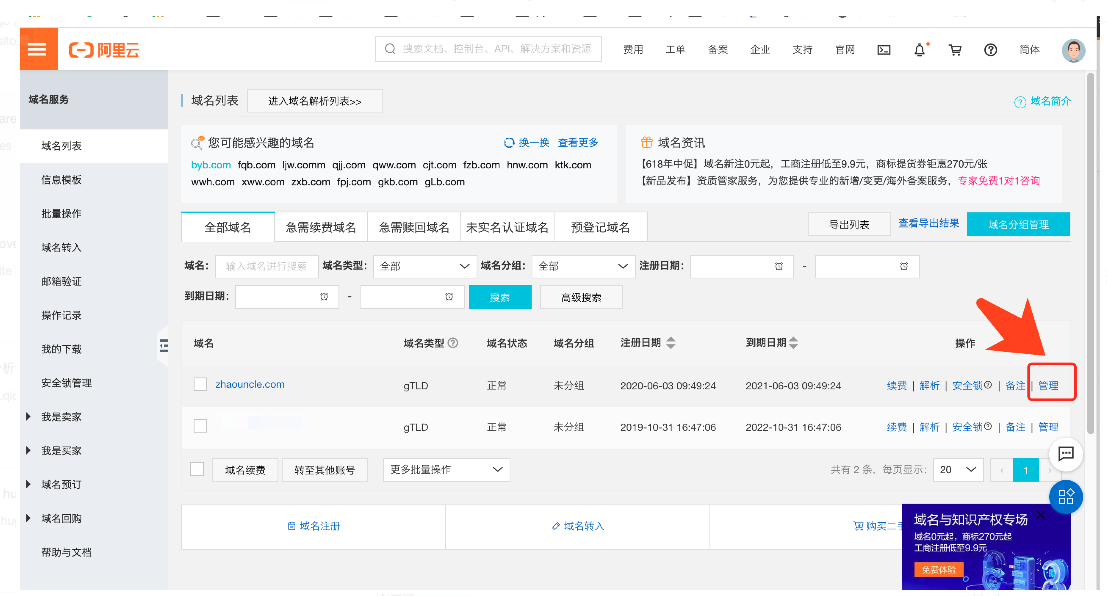 阿里云
搜索文档、控制台、API、解决方案和资源
费用 工单 备案 企业 支持 官网 简体
域名服务
域名列表
信息模板
批量操作
域名转入
邮箱验证
操作记录
我的下载
安全锁管理
我是卖家
我是买家
域名预订
域名回购
帮助与文档
域名列表 进入域名解析列表>> 域名简介
您可能感兴趣的域名 换一换 查看更多
byb.com fqb.com ljw.comm qjj.com qww.com cjt.com fzb.com hnw.com ktk.com
wwh.com xww.com zxb.com fpj.com gkb.com gLb.com
域名资讯
【618年中促】域名新注0元起，工商注册低至9.9元，商标提货券钜惠270元/张
【新品发布】资质管家服务，为您提供专业的新增/变更/海外备案服务，专家免费1对1咨询
全部域名 急需续费域名 急需赎回域名 未实名认证域名 预登记域名 导出列表 查看导出结果 域名分组管理
域名: 输入域名进行搜索 域名类型: 全部 域名分组: 全部 注册日期: -
到期日期: - 搜索 高级搜索
域名 域名类型 域名状态 域名分组 注册日期 到期日期 操作
zhaouncle.com gTLD 正常 未分组 2020-06-03 09:49:24 2021-06-03 09:49:24 续费 | 解析 | 安全锁 | 备注 | 管理
gTLD 正常 未分组 2019-10-31 16:47:06 2022-10-31 16:47:06 续费 | 解析 | 安全锁 | 备注 | 管理
域名续费 转至其他账号 更多批量操作 共有 2 条，每页显示: 20 ‹ 1 ›
域名注册 域名转入 购买二手
域名与知识产权专场
域名0元起，商标270元起
工商注册低至9.9元
免费体验